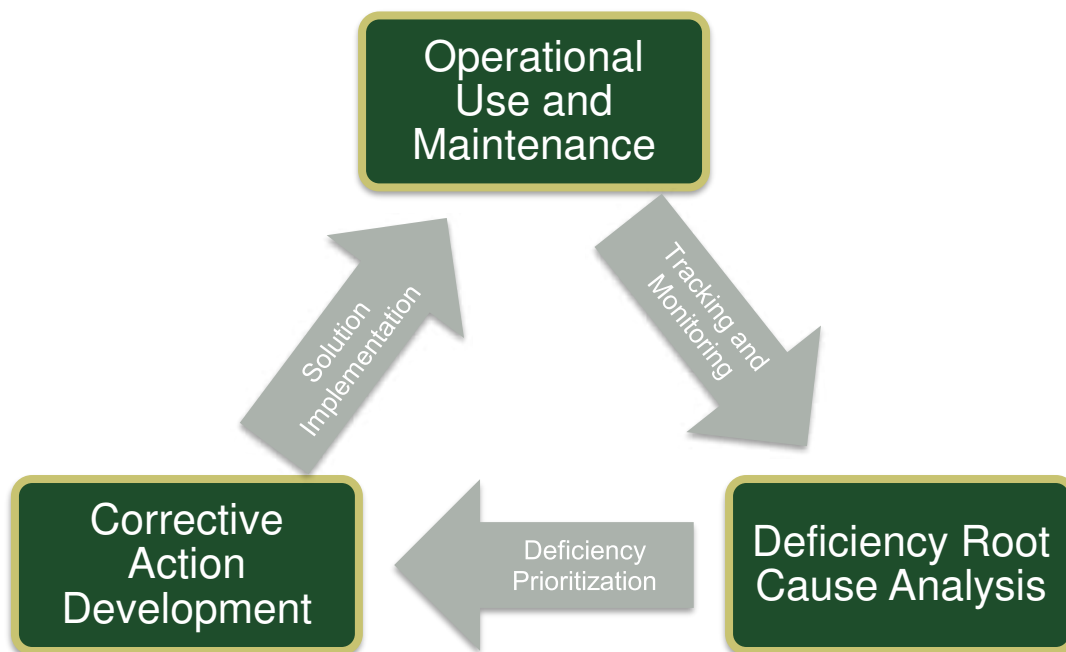 Operational
Use and
Maintenance
Tracking and
Monitoring
Solution
Implementation
Deficiency
Prioritization
Corrective
Action
Development
Deficiency Root
Cause Analysis